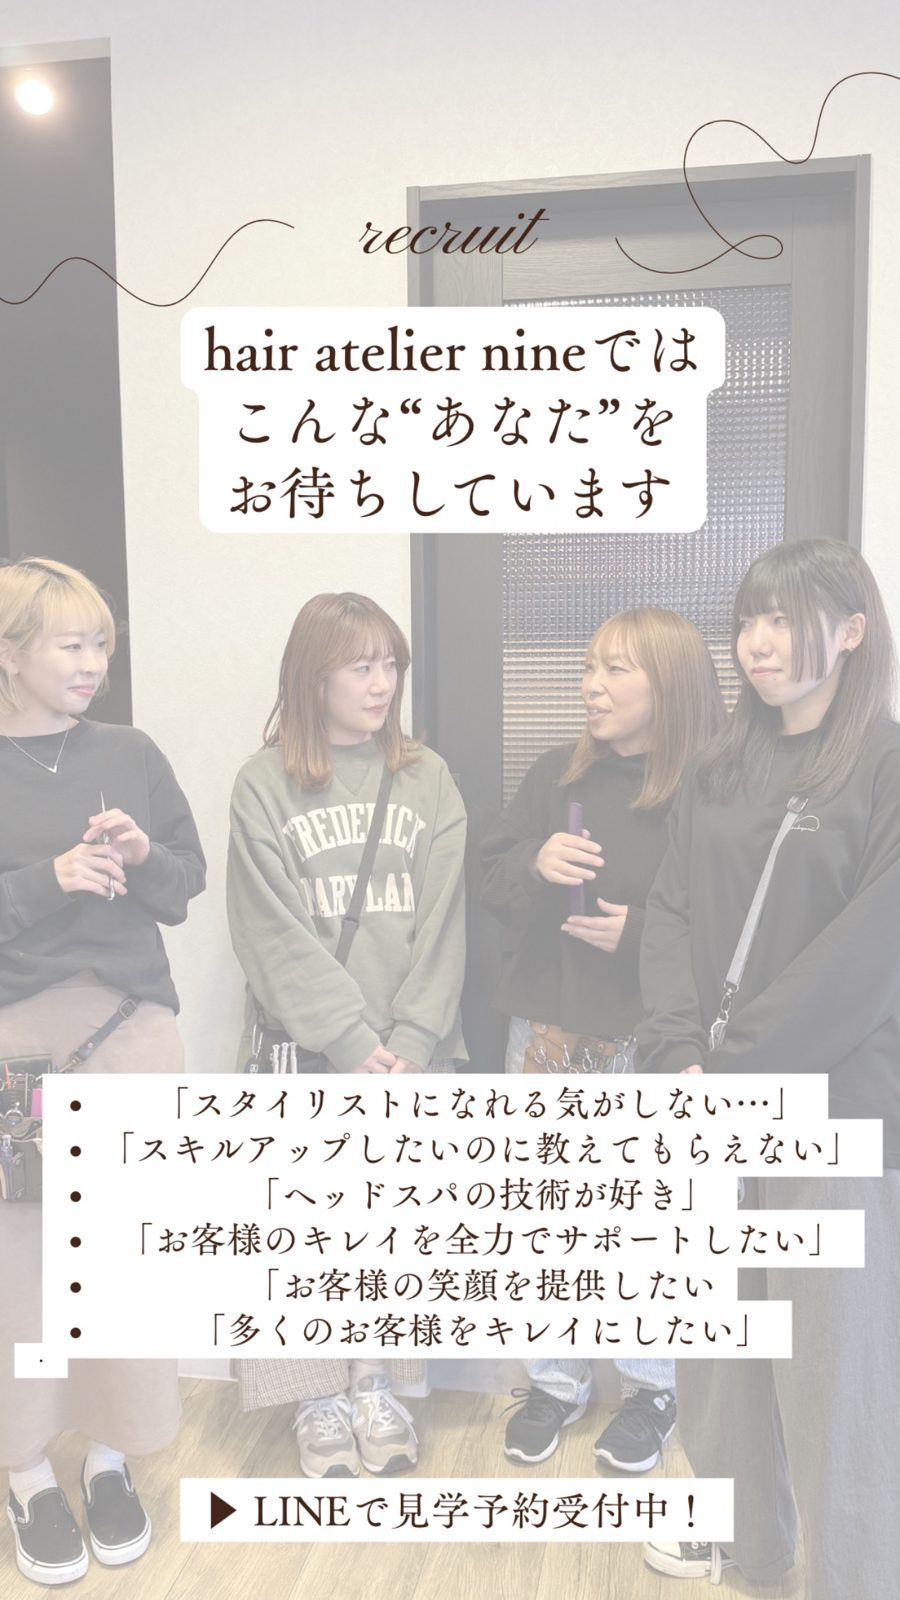 recruit
hair atelier nineでは
こんな“あなた”を
お待ちしています
FREDERICK
MARYLAND
• 「スタイリストになれる気がしない…」
• 「スキルアップしたいのに教えてもらえない」
• 「ヘッドスパの技術が好き」
• 「お客様のキレイを全力でサポートしたい」
• 「お客様の笑顔を提供したい
• 「多くのお客様をキレイにしたい」
.
▶ LINEで見学予約受付中！